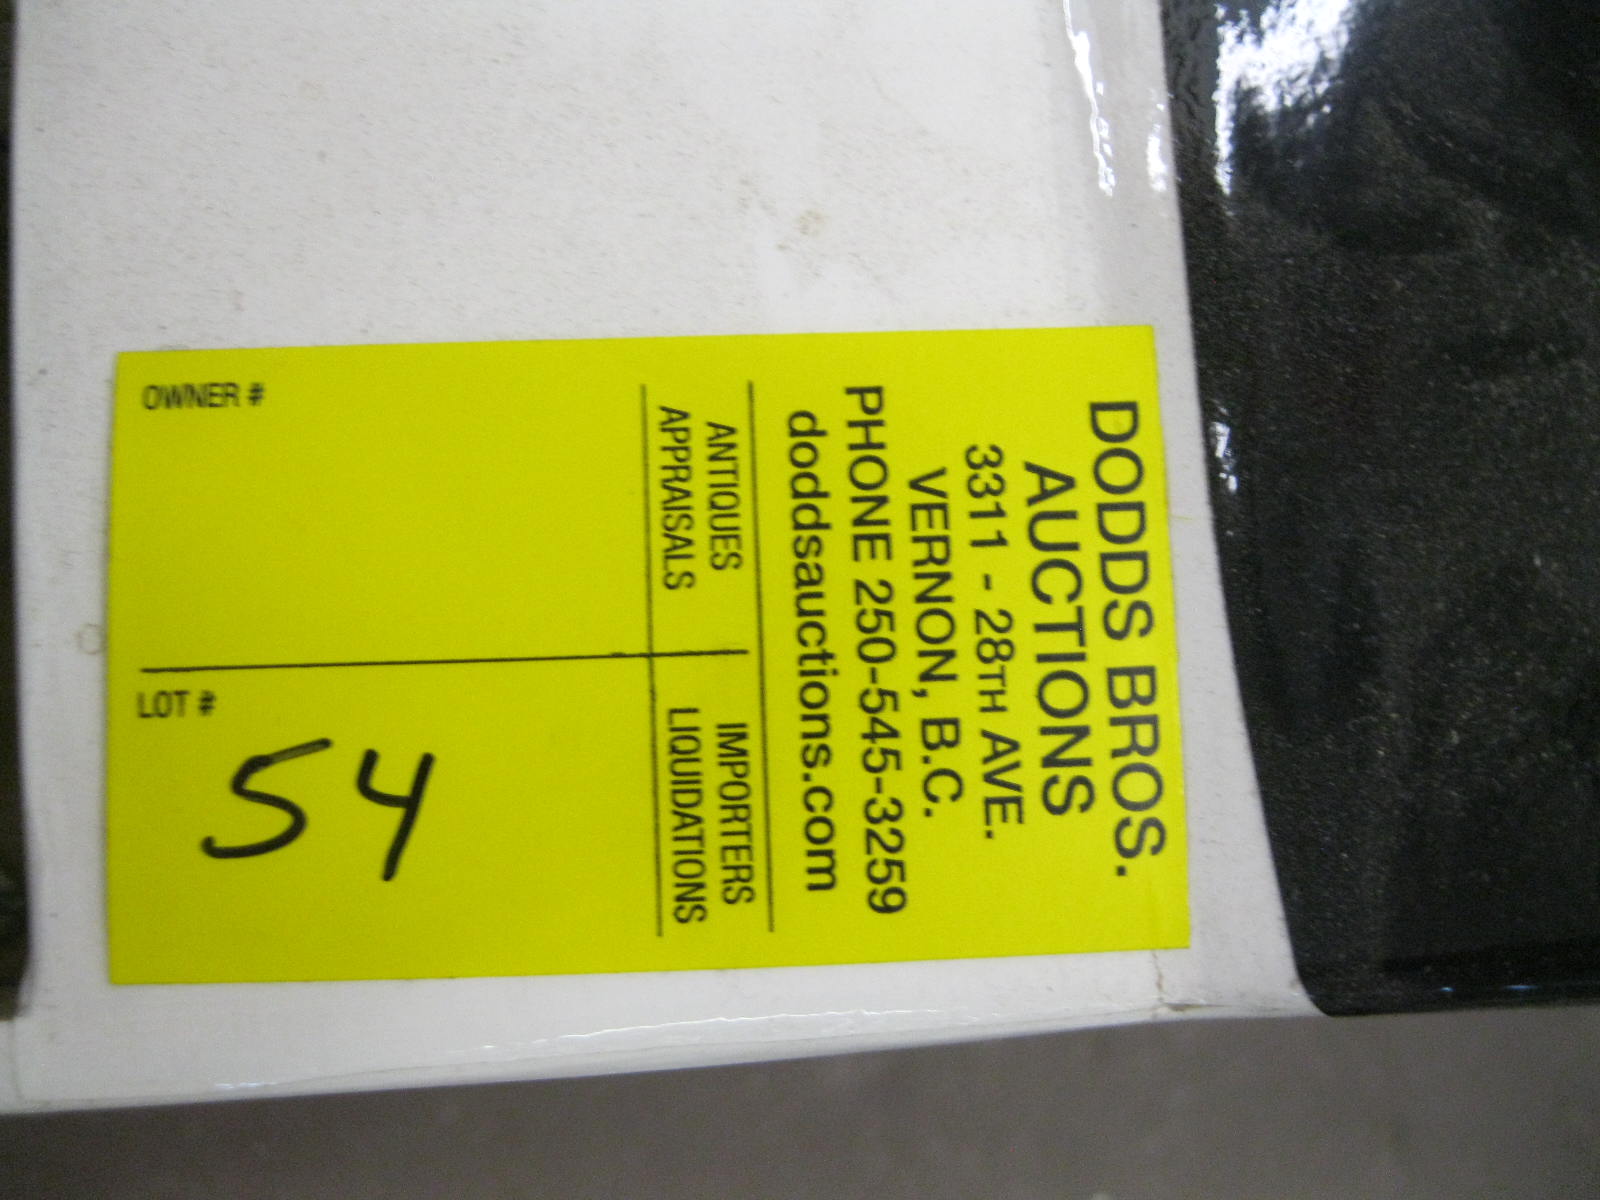 DODDS BROS.
AUCTIONS
3311 - 28TH AVE.
VERNON, B.C.
PHONE 250-545-3259
doddsauctions.com
ANTIQUES
APPRAISALS
IMPORTERS
LIQUIDATIONS
OWNER #
LOT #
54